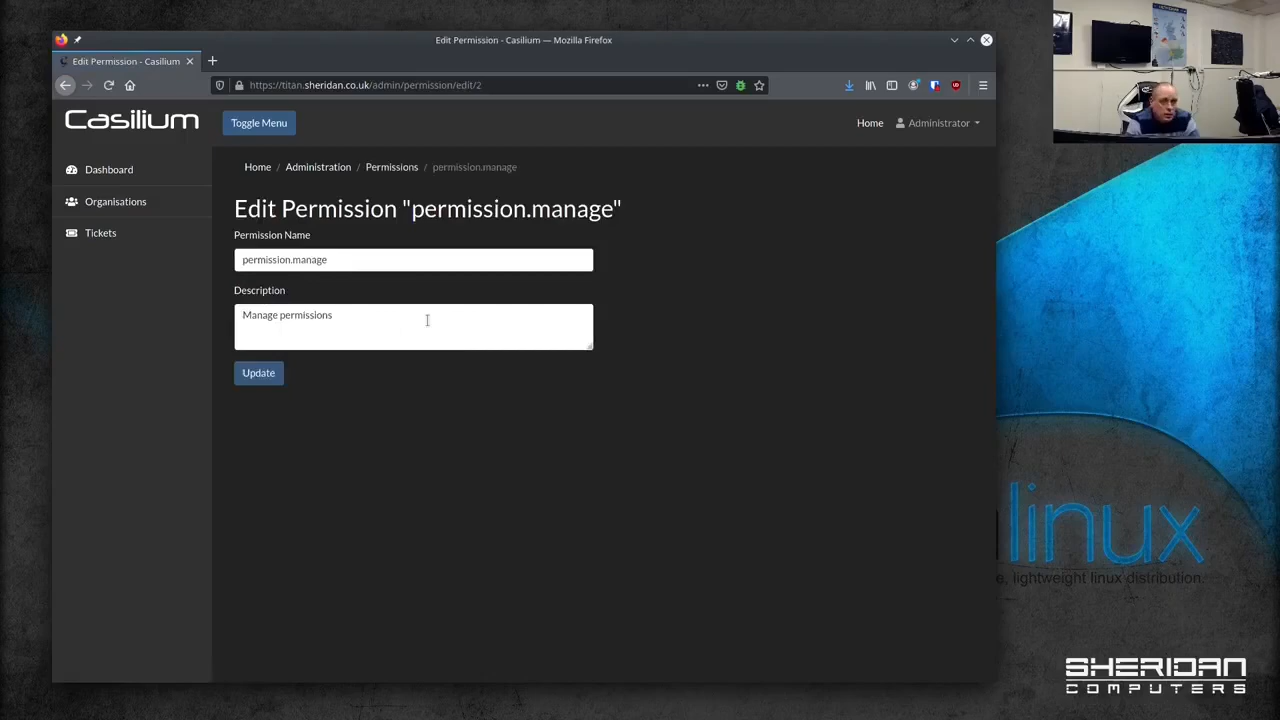 Edit Permission - Casilium — Mozilla Firefox
Edit Permission - Casilium
https://titan.sheridan.co.uk/admin/permission/edit/2
Casilium
Toggle Menu
Home
Administrator
Dashboard
Organisations
Tickets
Home / Administration / Permissions / permission.manage
Edit Permission "permission.manage"
Permission Name
permission.manage
Description
Manage permissions
Update
linux
, lightweight linux distribution.
SHERIDAN
COMPUTERS